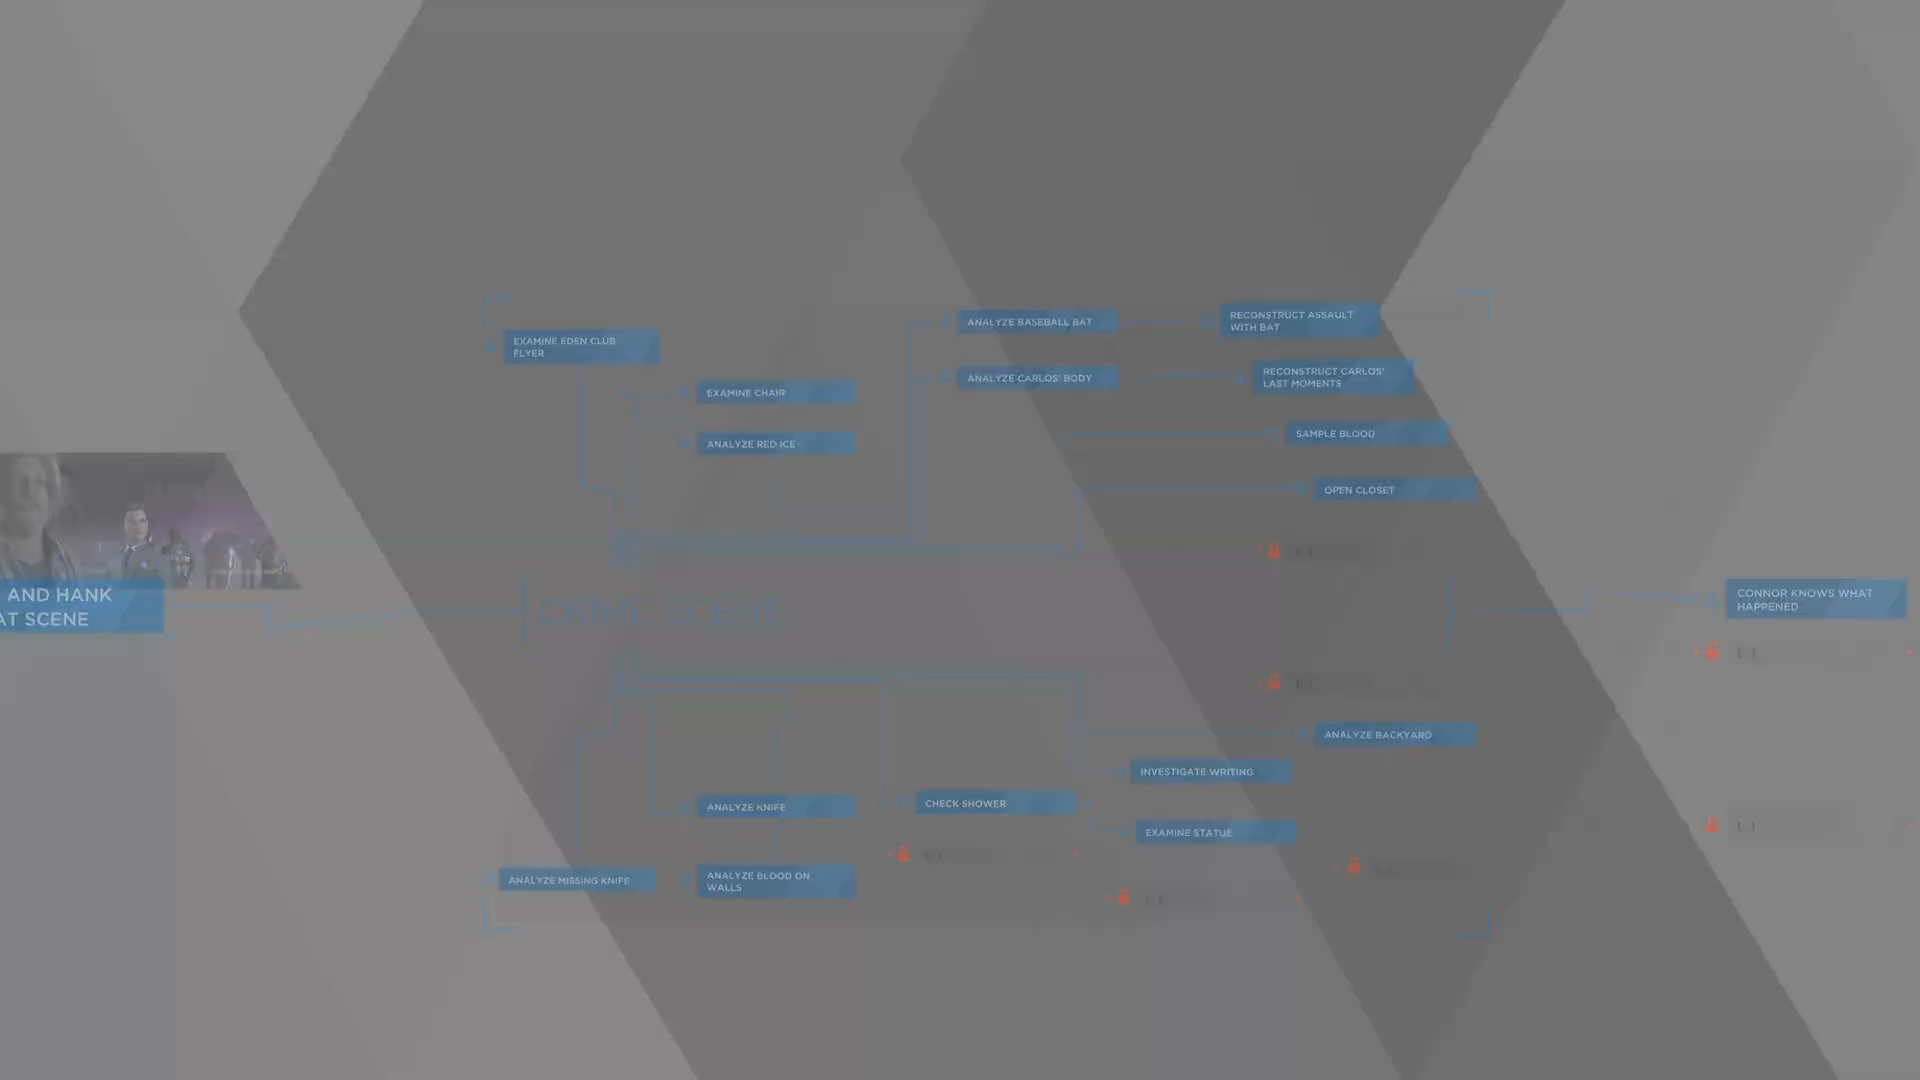 EXAMINE EDEN CLUB
FLYER
EXAMINE CHAIR
ANALYZE RED ICE
ANALYZE BASEBALL BAT
RECONSTRUCT ASSAULT
WITH BAT
ANALYZE CARLOS' BODY
RECONSTRUCT CARLOS'
LAST MOMENTS
SAMPLE BLOOD
OPEN CLOSET
AND HANK
AT SCENE
CRIME SCENE
CONNOR KNOWS WHAT
HAPPENED
ANALYZE BACKYARD
INVESTIGATE WRITING
ANALYZE KNIFE
CHECK SHOWER
EXAMINE STATUE
ANALYZE MISSING KNIFE
ANALYZE BLOOD ON
WALLS